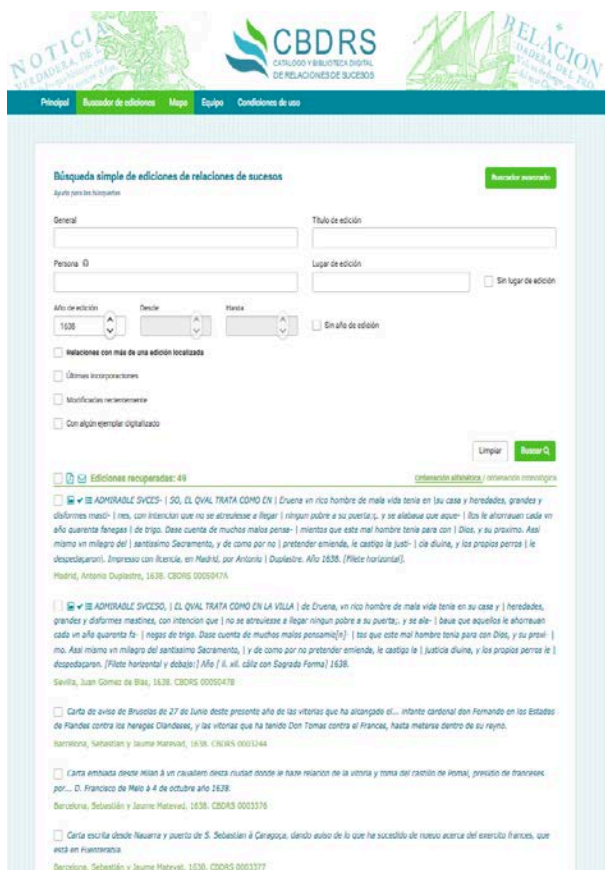 NOTICIA
VERDADERA, DE
RELACION
CBDRS
CATÁLOGO Y BIBLIOTECA DIGITAL
DE RELACIONES DE SUCESOS
Principal Buscador de ediciones Mapa Equipo Condiciones de uso
Búsqueda simple de ediciones de relaciones de sucesos
Buscador avanzado
Ayuda para las búsquedas
General
Título de edición
Persona
Lugar de edición
Sin lugar de edición
Año de edición Desde Hasta
1638
Sin año de edición
Relaciones con más de una edición localizada
Últimas incorporaciones
Modificadas recientemente
Con algún ejemplar digitalizado
Limpiar Buscar
Ediciones recuperadas: 49
Ordenación alfabética / ordenación cronológica
ADMIRABLE SVCES- | SO, EL QVAL TRATA COMO EN | Eruena vn rico hombre de mala vida tenia en |su casa y heredades, grandes y
disformes masti- | nes, con intencion que no se atreuiesse a llegar | ningun pobre a su puerta:ȩ, y se alabaua que aque- | llos le ahorrauan cada vn
año quarenta fanegas | de trigo. Dase cuenta de muchos malos pensa- | mientos que este mal hombre tenia para con | Dios, y su proximo. Assi
mismo vn milagro del | santissimo Sacramento, y de como por no | pretender emienda, le castigo la justi- | cia diuina, y los propios perros | le
despedaçaron|. Impresso con licencia, en Madrid, por Antonio | Duplastre. Año 1638. [Filete horizontal].
Madrid, Antonio Duplastre, 1638. CBDRS 0005047A
ADMIRABLE SVCESO, | EL QVAL TRATA COMO EN LA VILLA | de Eruena, vn rico hombre de mala vida tenia en su casa y | heredades,
grandes y disformes mastines, con intencion que | no se atreuiesse a llegar ningun pobre a su puerta;, y se ala- | baua que aquellos le ahorreauan
cada vn año quarenta fa- | negas de trigo. Dase cuenta de muchos malos pensamie[n]- | tos que este mal hombre tenia para con Dios, y su proxi- |
mo. Assi mismo vn milagro del santissimo Sacramento, | y de como por no pretender emienda, le castigo la | justicia diuina, y los propios perros le |
despedaçaron. [Filete horizontal y debajo:] Año [ il. xil. cáliz con Sagrada Forma] 1638.
Sevilla, Juan Gómez de Blas, 1638. CBDRS 0005047B
Carta de aviso de Bruselas de 27 de Iunio deste presente año de las vitorias que ha alcançado el... infante cardenal don Fernando en los Estados
de Flandes contra los hereges Olandeses, y las vitorias que ha tenido Don Tomas contra el Frances, hasta meterse dentro de su reyno.
Barcelona, Sebastián y Jaume Matevad, 1638. CBDRS 0003244
Carta embiada desde Milan à vn cauallero desta ciudad donde le haze relacion de la vitoria y toma del castillo de Pomal, presidio de franceses
por... D. Francisco de Melo à 4 de octubre año 1638.
Barcelona, Sebastián y Jaume Matevad, 1638. CBDRS 0003376
Carta escrita desde Nauarra y puerto de S. Sebastian à Çaragoça, dando auiso de lo que ha sucedido de nueuo acerca del exercito frances, que
está en Fuenterabia.
Barcelona, Sebastián y Jaume Matevat, 1638. CBDRS 0003377